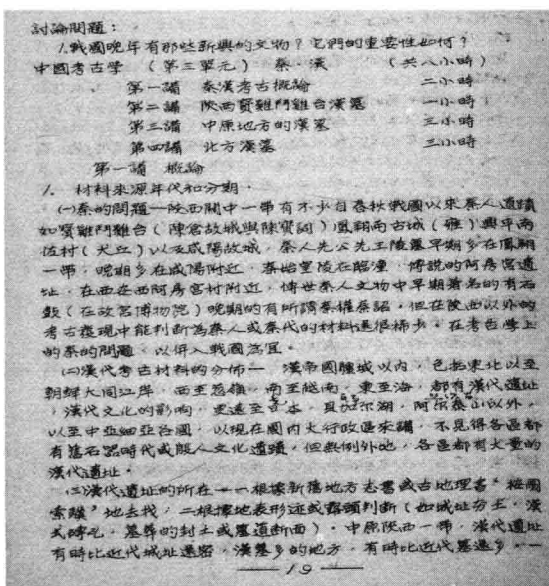 討論問題：
1.戰國晚年有那些新興的文物？它們的重要性如何？
中國考古學 （第三單元） 秦·漢 （共八小時）
第一講 秦漢考古概論 二小時
第二講 陝西寶雞鬥雞台漢墓 一小時
第三講 中原地方的漢墓 三小時
第四講 北方漢墓 三小時
第一講 概論
1. 材料來源年代和分期．
㈠秦的問題—陝西關中一帶有不少自春秋戰國以來秦人遺蹟
如寶雞鬥雞台（陳倉故城與陳寶祠）鳳翔南古城（雍）興平南
佐村（犬丘）以及咸陽故城，秦人先公先王陵墓早期多在鳳翔
一帶，晚期多在咸陽附近．秦始皇陵在臨潼，傳說的阿房宮遺
址，在西安西阿房宮村附近，傳世秦人文物中早期著名的有石
鼓（在故宮博物院）晚期的有所謂秦權秦詔，但在陝西以外的
考古發現中能判斷為秦人或秦代的材料還很稀少。在考古學上
的秦的問題，以併入戰國為宜。
㈡漢代考古材料的分佈— 漢帝國疆域以內，包括東北以至
朝鮮大同江岸，西至葱嶺，南至越南，東至海，都有漢代遺址
，漢代文化的影响，更遠至日本，貝加尔湖，阿尔泰山以外，
以至中亞細亞各國，以現在國內大行政區來講，不見得各區都
有舊石器時代或殷人文化遺蹟，但無例外地，各區都有大量的
漢代遺址。
㈢漢代遺址的所在——一根據新舊地方志書或古地理書“按圖
索驥”地去找，二根據地表形迹或露頭判斷（如城址夯土，漢
式磚瓦，墓葬的封土或墓道斷面）．中原陝西一帶，漢代遺址
有時比近代城址還密，漢墓多的地方，有時比近代墓還多．一
——19——